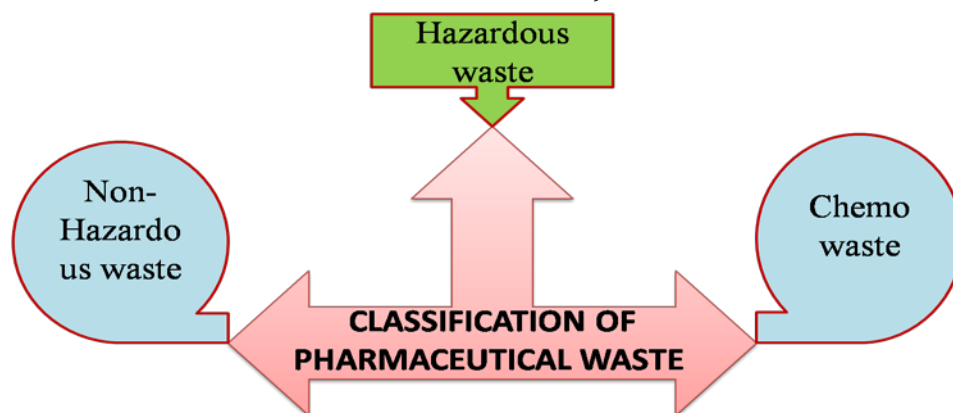 Hazardous
waste
Non-
Hazardo
us waste
Chemo
waste
CLASSIFICATION OF
PHARMACEUTICAL WASTE